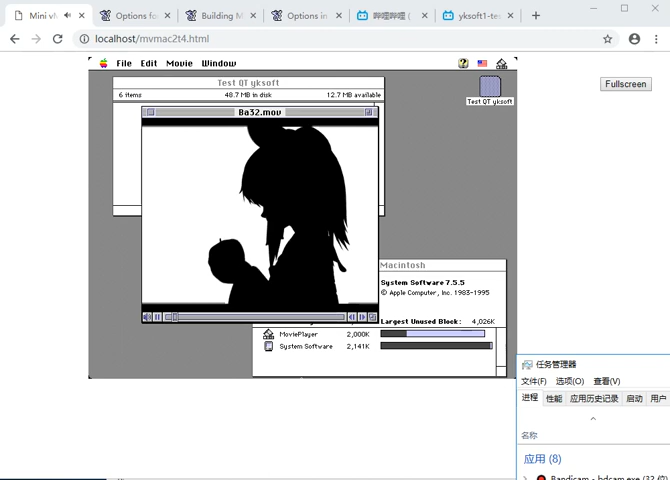 Mini vM
Options fo
Building M
Options in
哔哩哔哩 (
yksoft1-tes
localhost/mvmac2t4.html
File Edit Movie Window
Fullscreen
Test QT yksoft
6 items 48.7 MB in disk 12.7 MB available
Test QT yksoft
Ba32.mov
Macintosh
System Software 7.5.5
© Apple Computer, Inc. 1983-1995
Largest Unused Block: 4,026K
MoviePlayer 2,000K
System Software 2,141K
任务管理器
文件(F) 选项(O) 查看(V)
进程 性能 应用历史记录 启动 用户
名称
应用 (8)
Bandicam - bdcam.exe (32 位)